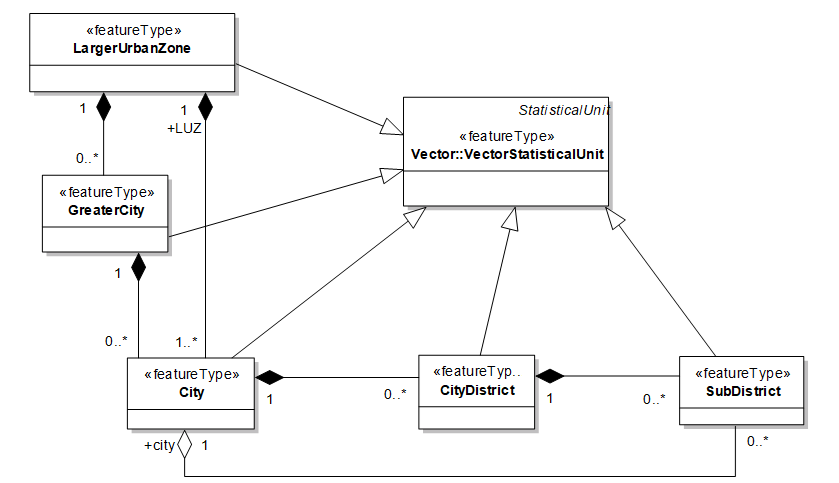 «featureType»
LargerUrbanZone
1
1
+LUZ
StatisticalUnit
«featureType»
Vector::VectorStatisticalUnit
0..*
«featureType»
GreaterCity
1
0..*
1..*
«featureType»
City
1
«featureTyp..
CityDistrict
0..*
1
«featureType»
SubDistrict
0..*
+city
1
0..*